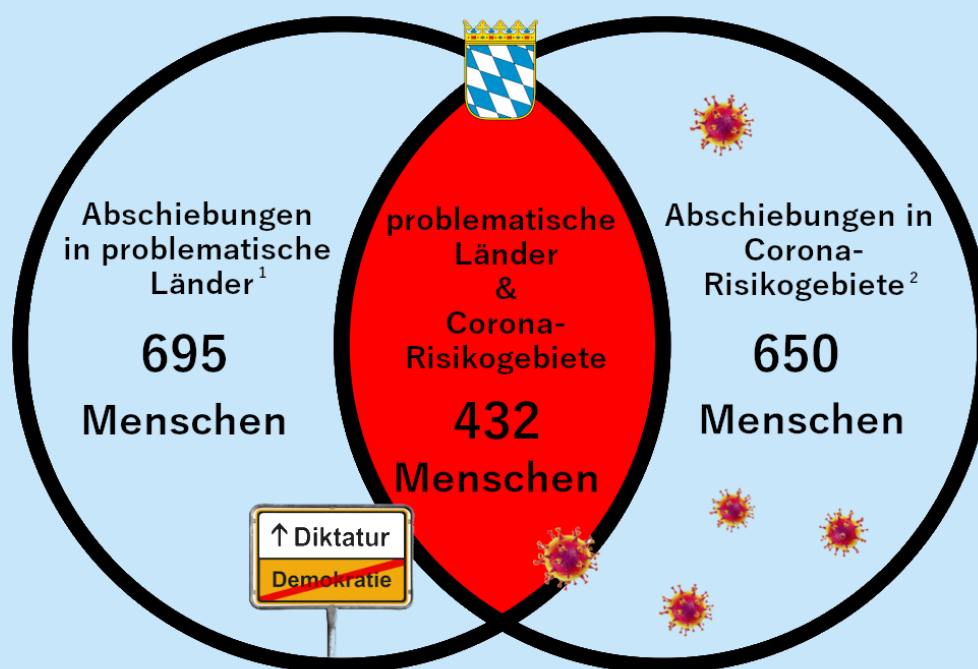 Abschiebungen
in problematische
Länder¹
695
Menschen
problematische
Länder
&
Corona-
Risikogebiete
432
Menschen
Abschiebungen in
Corona-
Risikogebiete²
650
Menschen
↑ Diktatur
Demokratie